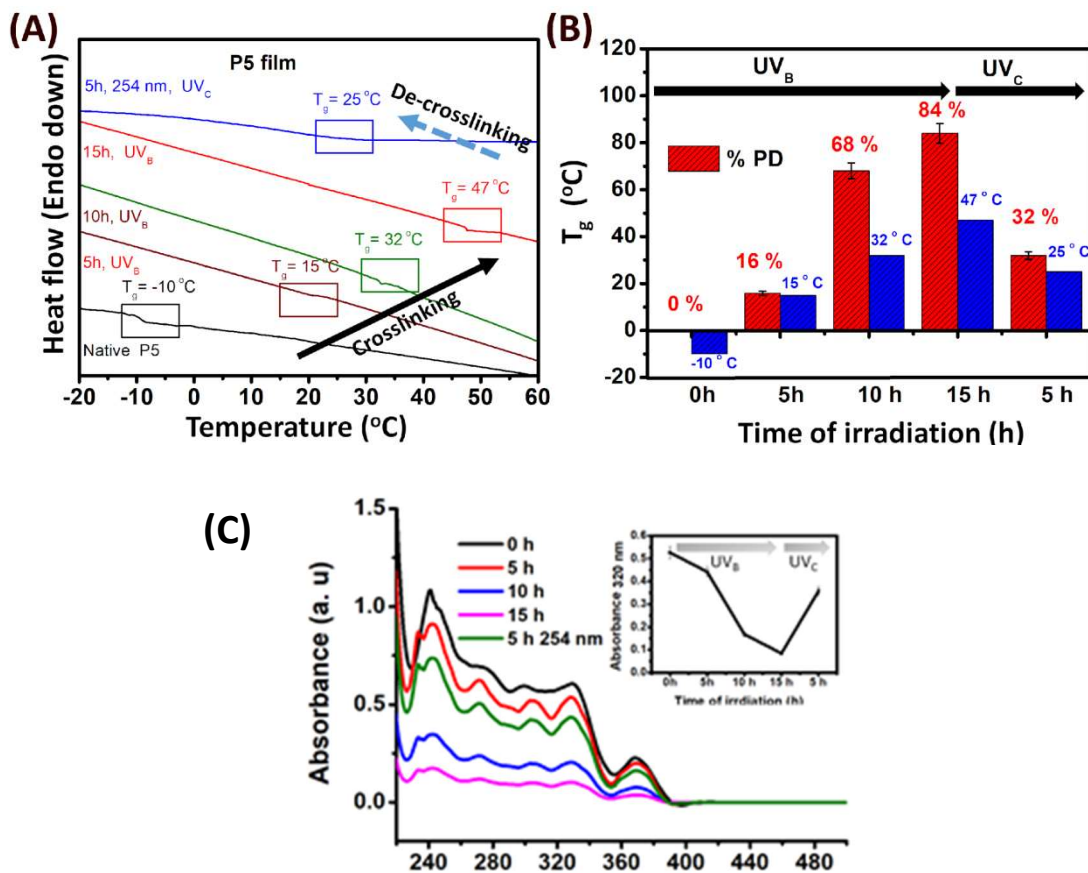 (A)
P5 film
5h, 254 nm, UVC
Tg = 25 °C
De-crosslinking
15h, UVB
Tg = 47 °C
10h, UVB
Tg = 32 °C
5h, UVB
Tg = 15 °C
Tg = -10 °C
Crosslinking
Native P5
Heat flow (Endo down)
-20 -10 0 10 20 30 40 50 60
Temperature (°C)
(B)
UVB
UVC
120
100
80
60
40
20
0
-20
Tg (°C)
% PD
0 %
16 %
68 %
84 %
32 %
-10 °C
15 °C
32 °C
47 °C
25 °C
0h 5h 10 h 15 h 5 h
Time of irradiation (h)
(C)
1.5
1.0
0.5
0.0
Absorbance (a. u)
0 h
5 h
10 h
15 h
5 h 254 nm
240 280 320 360 400 440 480
0.6
0.5
0.4
0.3
0.2
0.1
0.0
Absorbance 320 nm
UVB
UVC
0h 5h 10 h 15 h 5 h
Time of irrdiation (h)